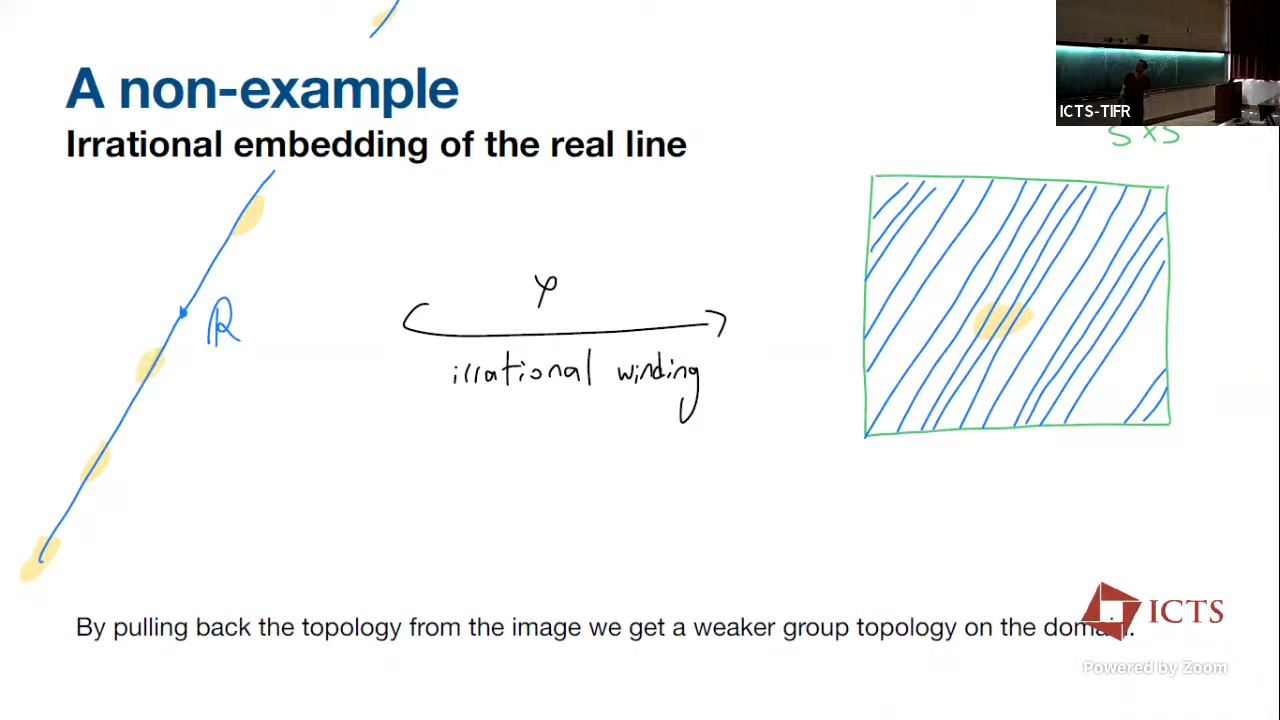 A non-example
Irrational embedding of the real line
ICTS-TIFR
S × S
ℝ
φ
irrational winding
By pulling back the topology from the image we get a weaker group topology on the domain.
ICTS
Powered by Zoom